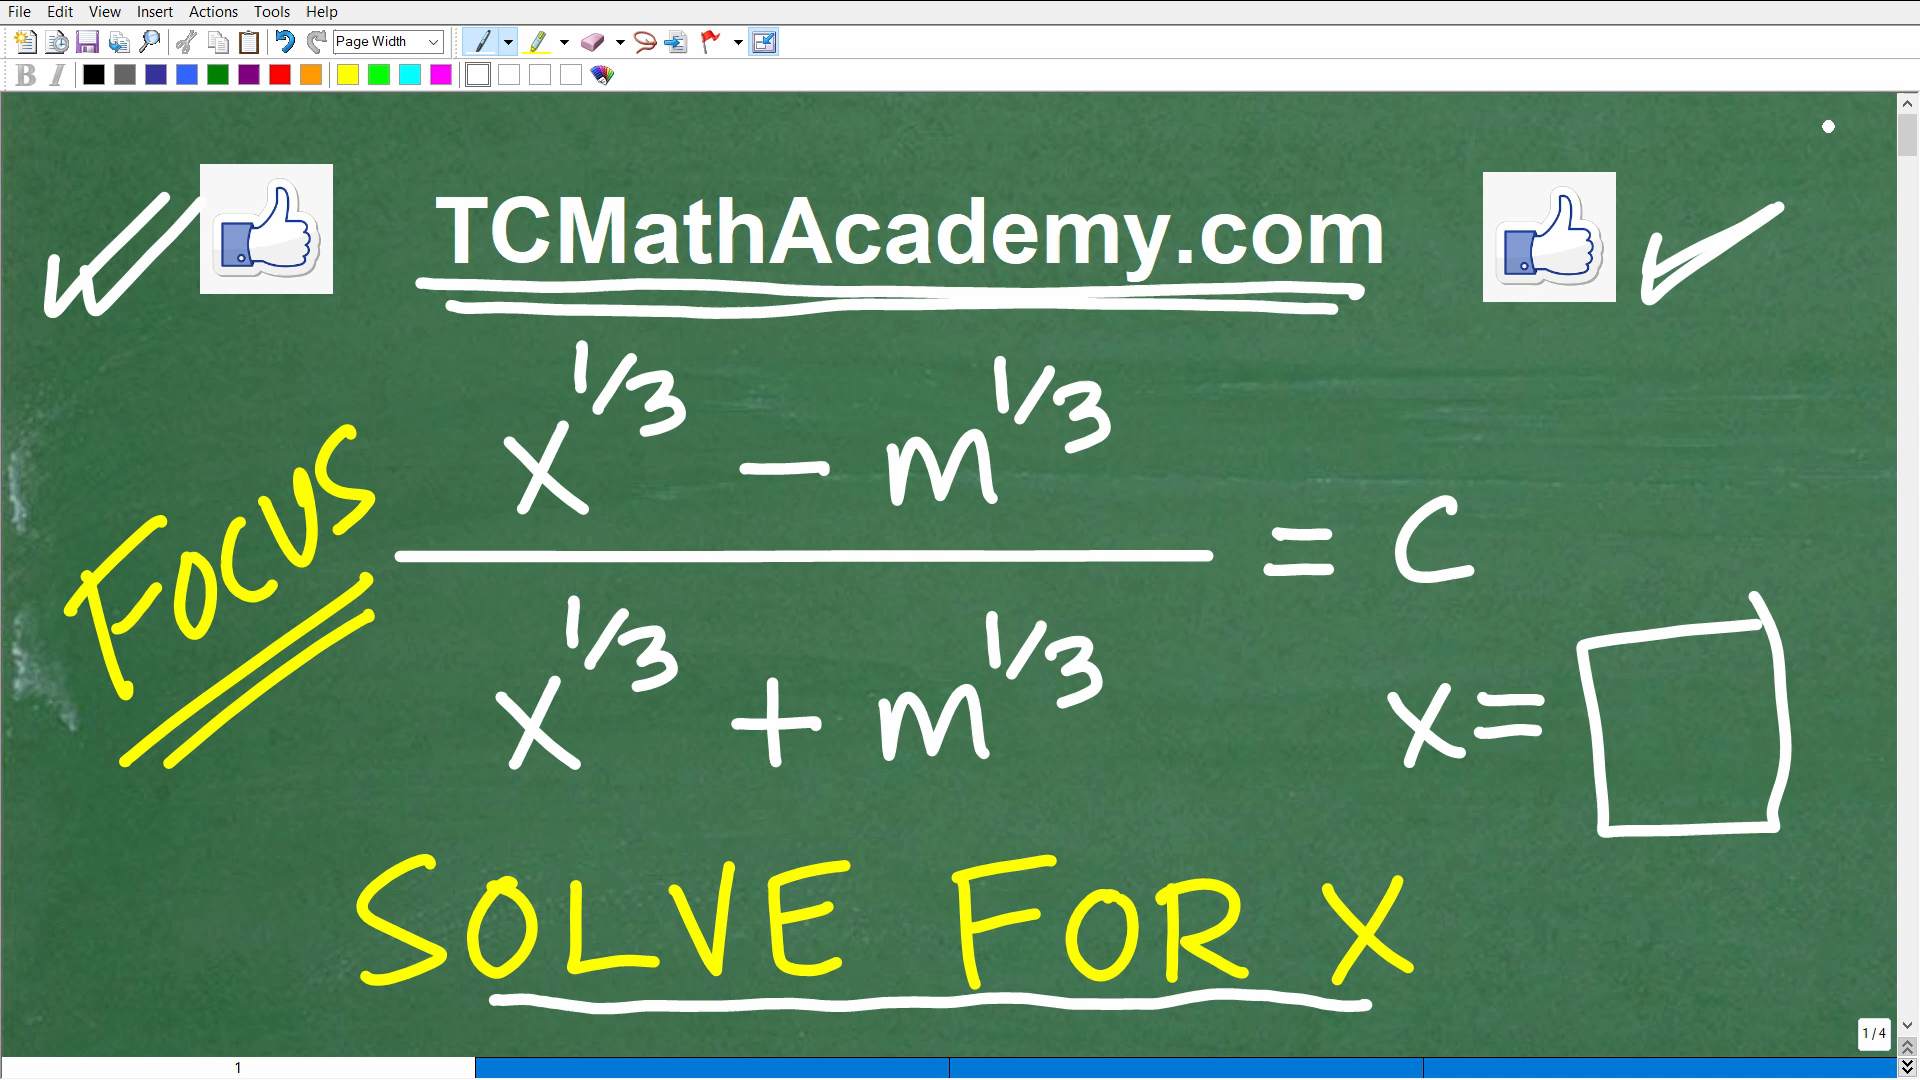 File Edit View Insert Actions Tools Help
Page Width
B I
TCMathAcademy.com
FOCUS
x^1/3 − m^1/3
x^1/3 + m^1/3
= C
x =
SOLVE FOR X
1 / 4
1